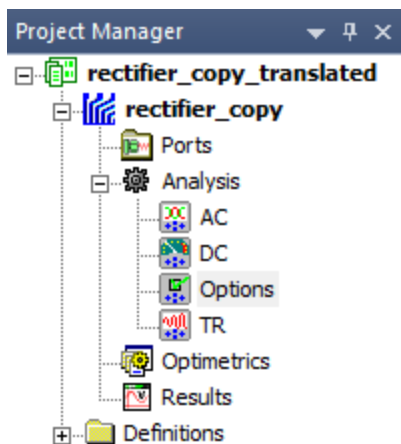 Project Manager
rectifier_copy_translated
rectifier_copy
Ports
Analysis
AC
DC
Options
TR
Optimetrics
Results
Definitions